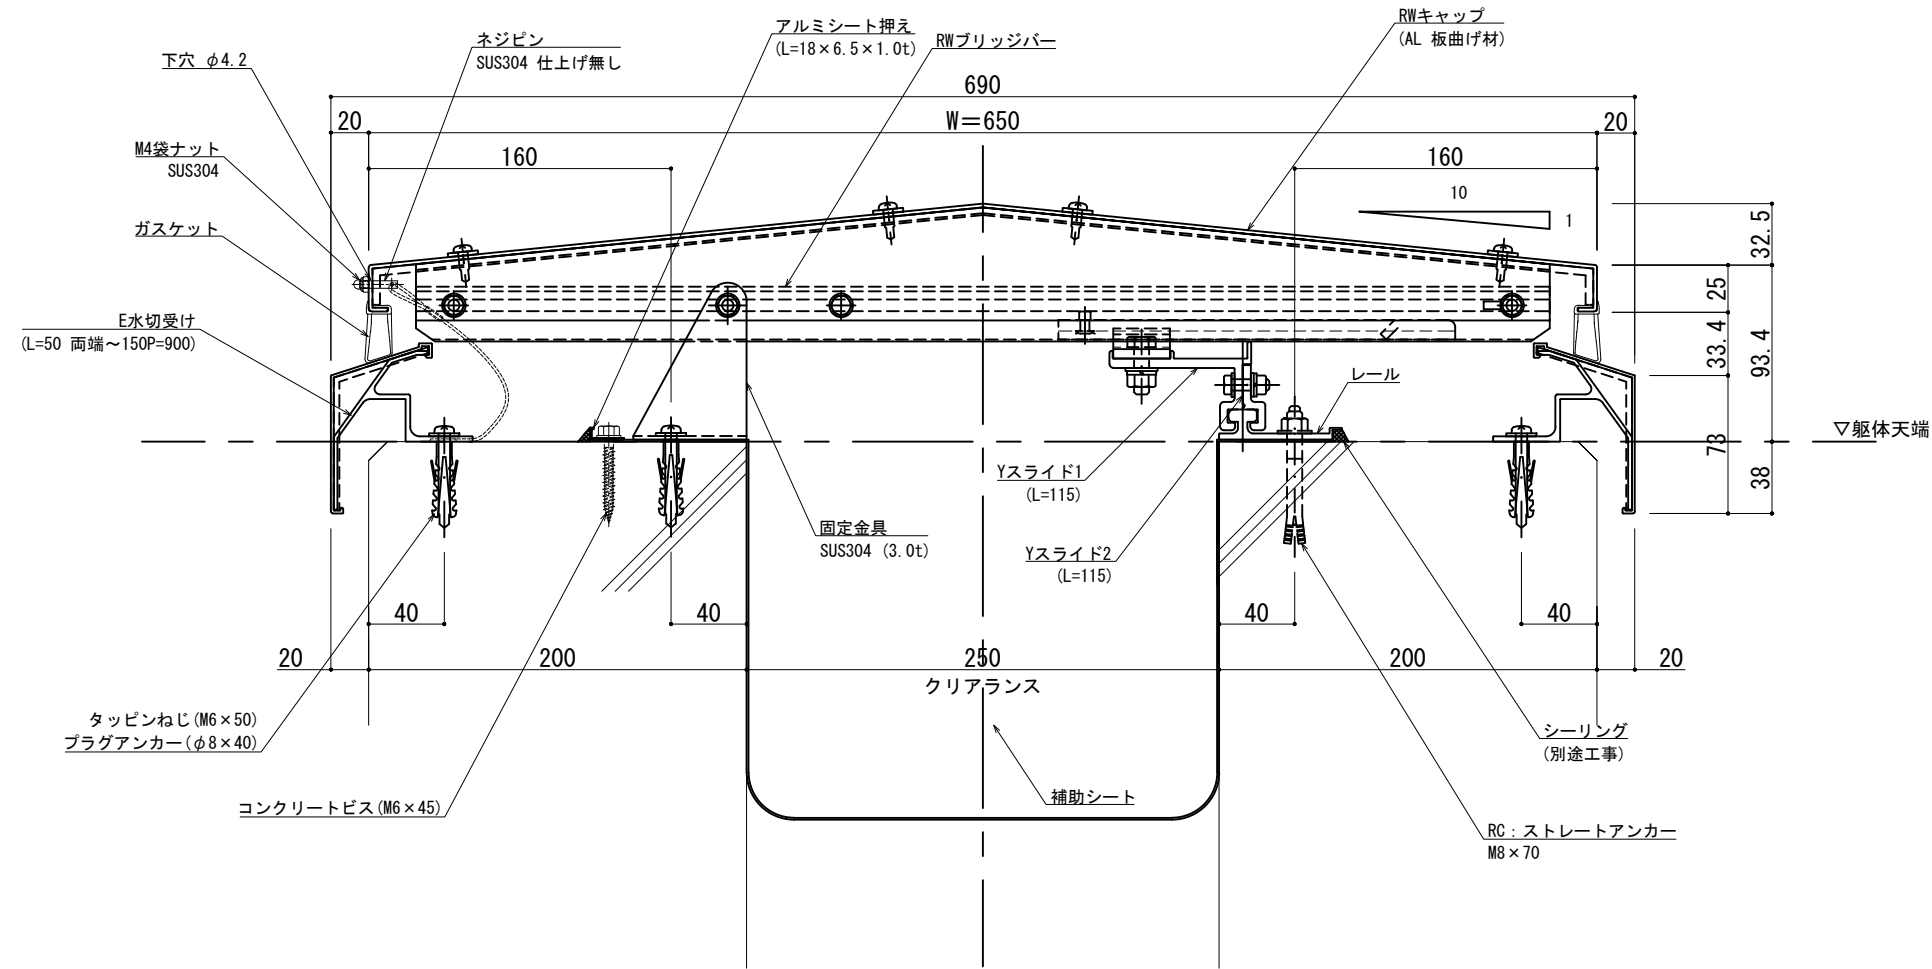 RWキャップ
(AL 板曲げ材)
アルミシート押え
(L=18×6.5×1.0t)
RWブリッジバー
ネジピン
SUS304 仕上げ無し
下穴 φ4.2
690
20
W=650
20
M4袋ナット
SUS304
160
160
10
1
ガスケット
32.5
25
33.4
93.4
73
38
E水切受け
(L=50 両端～150P=900)
レール
▽躯体天端
Yスライド1
(L=115)
固定金具
SUS304 (3.0t)
Yスライド2
(L=115)
40
40
40
40
20
200
250
200
20
クリアランス
タッピンねじ(M6×50)
プラグアンカー(φ8×40)
シーリング
(別途工事)
コンクリートビス(M6×45)
補助シート
RC：ストレートアンカー
M8×70